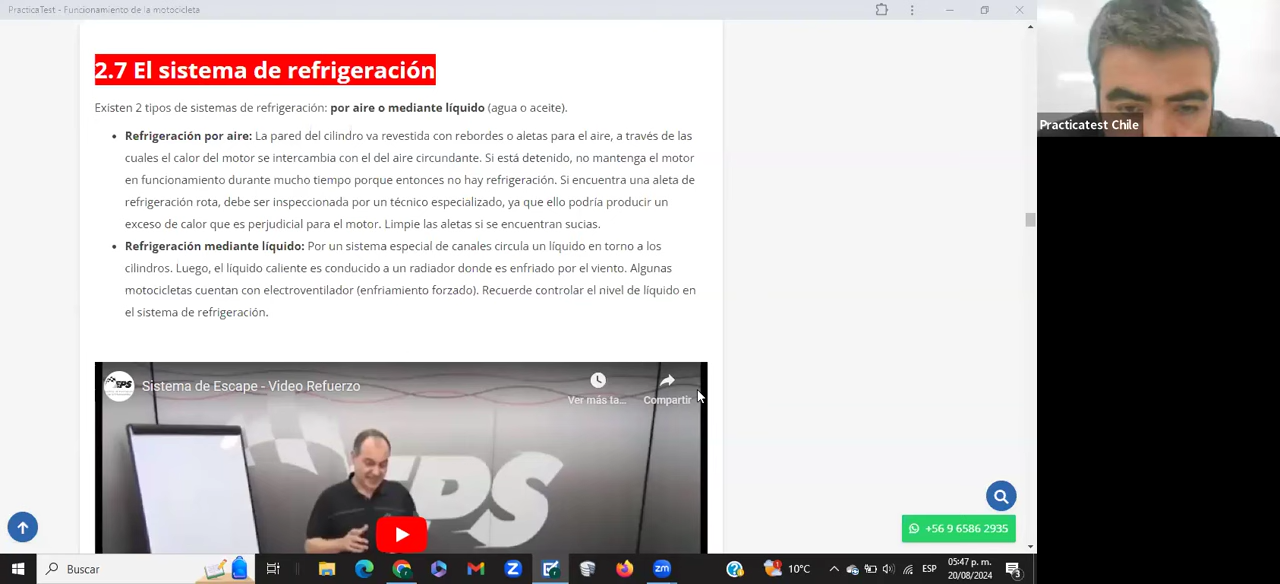 PracticaTest - Funcionamiento de la motocicleta
2.7 El sistema de refrigeración
Existen 2 tipos de sistemas de refrigeración: por aire o mediante líquido (agua o aceite).
• Refrigeración por aire: La pared del cilindro va revestida con rebordes o aletas para el aire, a través de las
cuales el calor del motor se intercambia con el del aire circundante. Si está detenido, no mantenga el motor
en funcionamiento durante mucho tiempo porque entonces no hay refrigeración. Si encuentra una aleta de
refrigeración rota, debe ser inspeccionada por un técnico especializado, ya que ello podría producir un
exceso de calor que es perjudicial para el motor. Limpie las aletas si se encuentran sucias.
• Refrigeración mediante líquido: Por un sistema especial de canales circula un líquido en torno a los
cilindros. Luego, el líquido caliente es conducido a un radiador donde es enfriado por el viento. Algunas
motocicletas cuentan con electroventilador (enfriamiento forzado). Recuerde controlar el nivel de líquido en
el sistema de refrigeración.
EPS
Sistema de Escape - Video Refuerzo
Ver más ta...
Compartir
EPS
Practicatest Chile
+56 9 6586 2935
Buscar
10°C
ESP
05:47 p. m.
20/08/2024
3